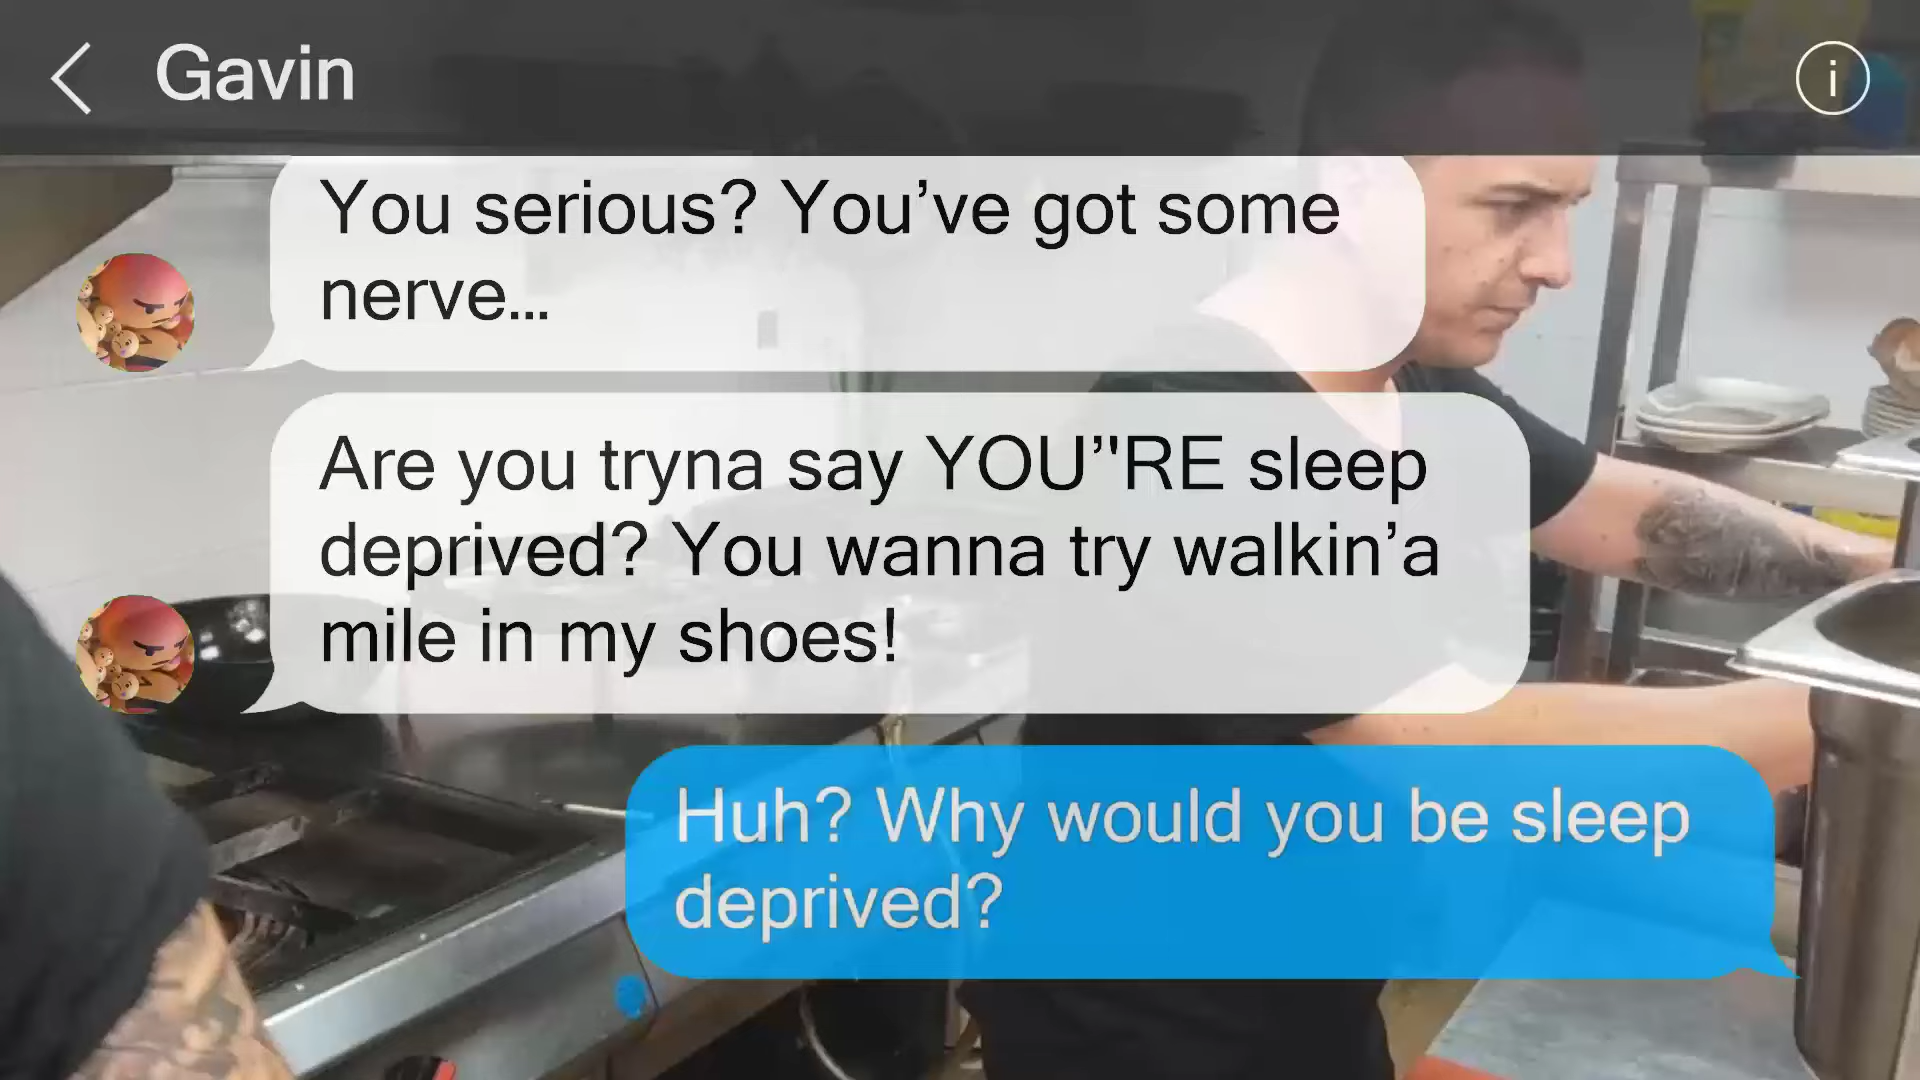 Gavin
i
You serious? You’ve got some
nerve...
Are you tryna say YOU’'RE sleep
deprived? You wanna try walkin’a
mile in my shoes!
Huh? Why would you be sleep
deprived?